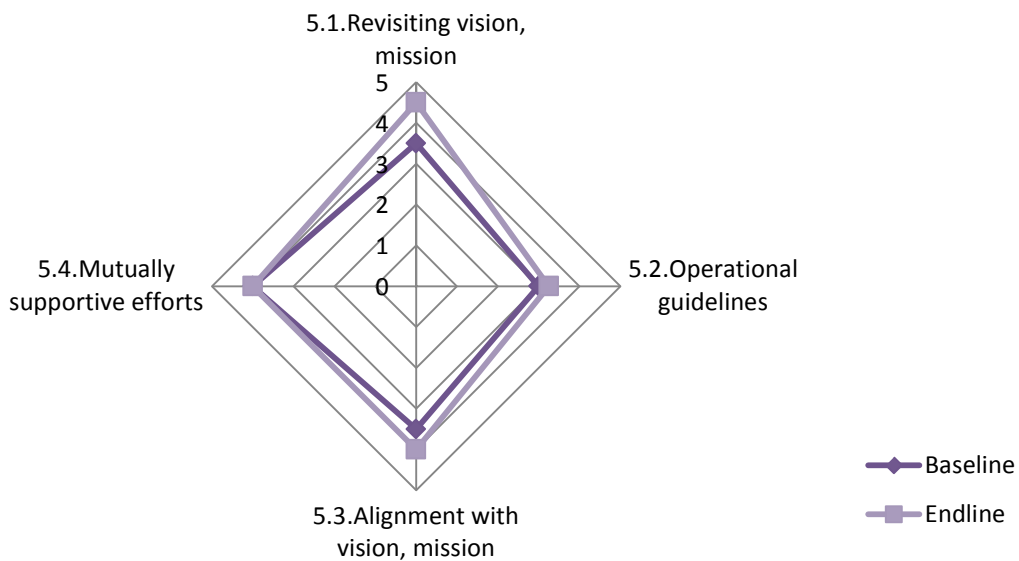 5.1.Revisiting vision,
mission
5
4
3
2
1
0
5.4.Mutually
supportive efforts
5.2.Operational
guidelines
5.3.Alignment with
vision, mission
Baseline
Endline